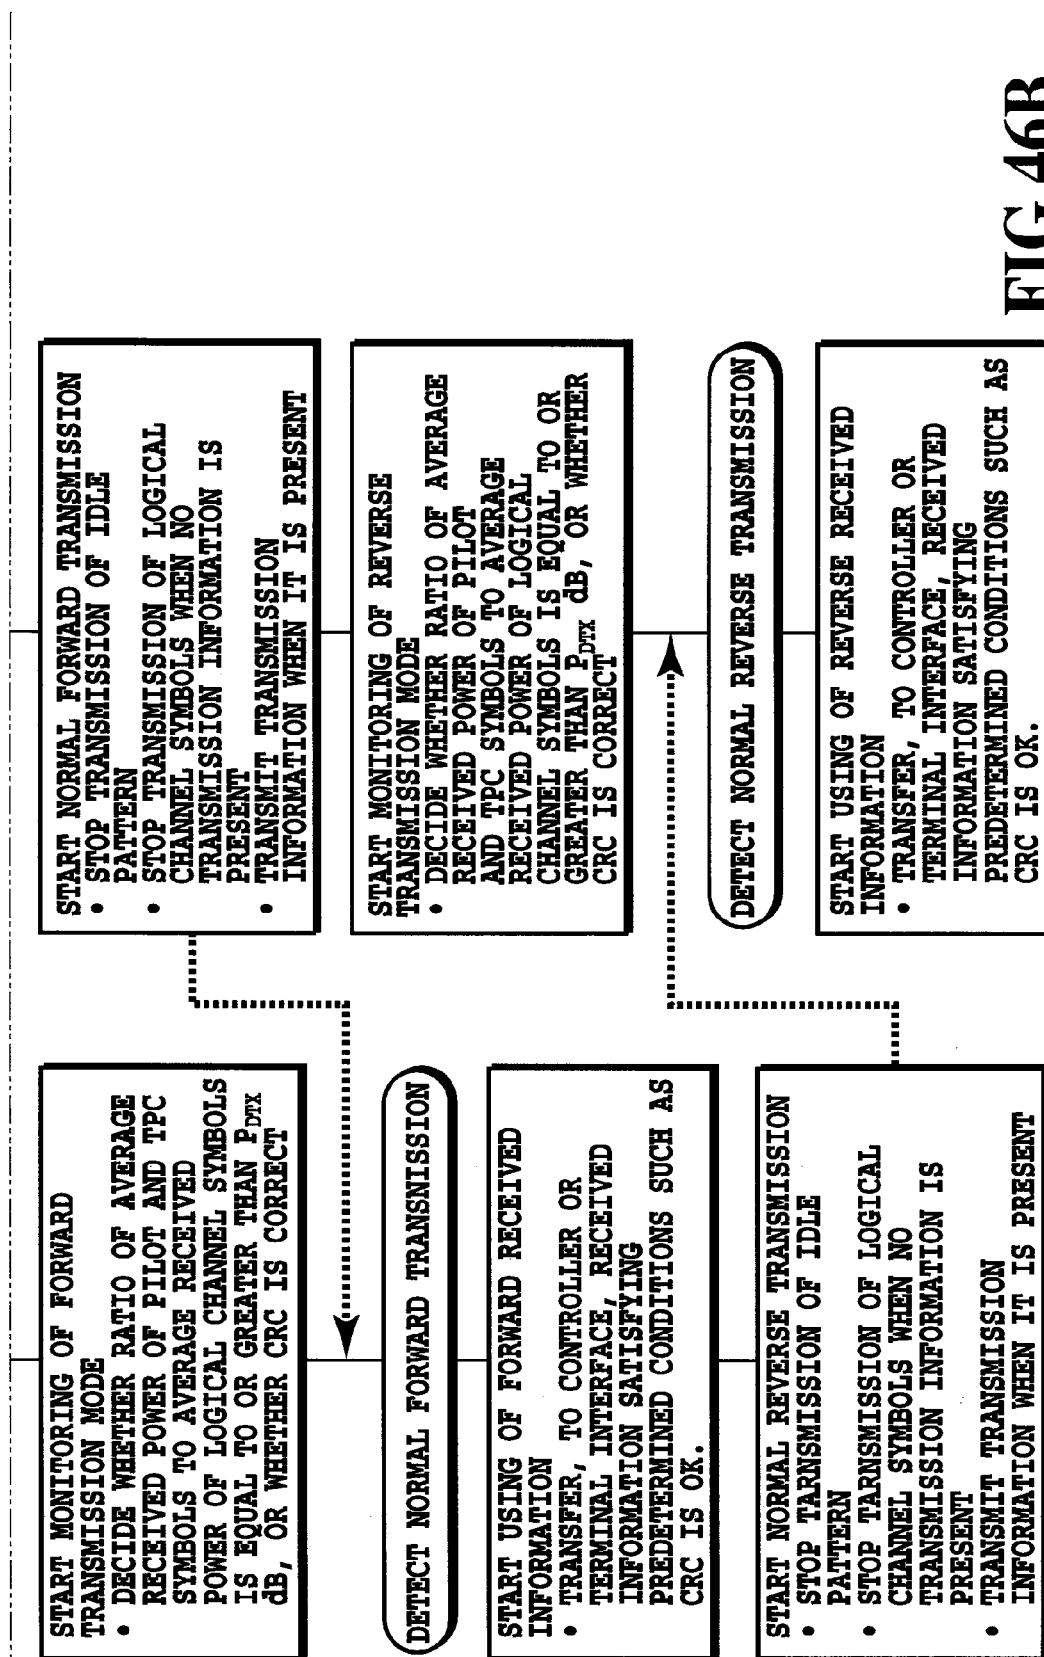 START MONITORING OF FORWARD
TRANSMISSION MODE
• DECIDE WHETHER RATIO OF AVERAGE
RECEIVED POWER OF PILOT AND TPC
SYMBOLS TO AVERAGE RECEIVED
POWER OF LOGICAL CHANNEL SYMBOLS
IS EQUAL TO OR GREATER THAN PDTX
dB, OR WHETHER CRC IS CORRECT
DETECT NORMAL FORWARD TRANSNISSION
START USING OF FORWARD RECEIVED
INFORMATION
• TRANSFER, TO CONTROLLER OR
TERMINAL INTERFACE, RECEIVED
INFORMATION SATISFYING
PREDETERMINED CONDITIONS SUCH AS
CRC IS OK.
START NORMAL REVERSE TRANSMISSION
• STOP TARNSMISSION OF IDLE
PATTERN
• STOP TARNSMISSION OF LOGICAL
CHANNEL SYMBOLS WHEN NO
TRANSMISSION INFORMATION IS
PRESENT
• TRANSMIT TRANSMISSION
INFORMATION WHEN IT IS PRESENT
START NORMAL FORWARD TRANSMISSION
• STOP TRANSMISSION OF IDLE
PATTERN
• STOP TRANSMISSION OF LOGICAL
CHANNEL SYMBOLS WHEN NO
TRANSMISSION INFORMATION IS
PRESENT
• TRANSMIT TRANSMISSION
INFORMATION WHEN IT IS PRESENT
START MONITORING OF REVERSE
TRANSMISSION MODE
• DECIDE WHETHER RATIO OF AVERAGE
RECEIVED POWER OF PILOT
AND TPC SYMBOLS TO AVERAGE
RECEIVED POWER OF LOGICAL
CHANNEL SYMBOLS IS EQUAL TO OR
GREATER THAN PDTX dB, OR WHETHER
CRC IS CORRECT
DETECT NORMAL REVERSE TRANSMISSION
START USING OF REVERSE RECEIVED
INFORMATION
• TRANSFER, TO CONTROLLER OR
TERMINAL INTERFACE, RECEIVED
INFORMATION SATISFYING
PREDETERMINED CONDITIONS SUCH AS
CRC IS OK.
FIG.46B